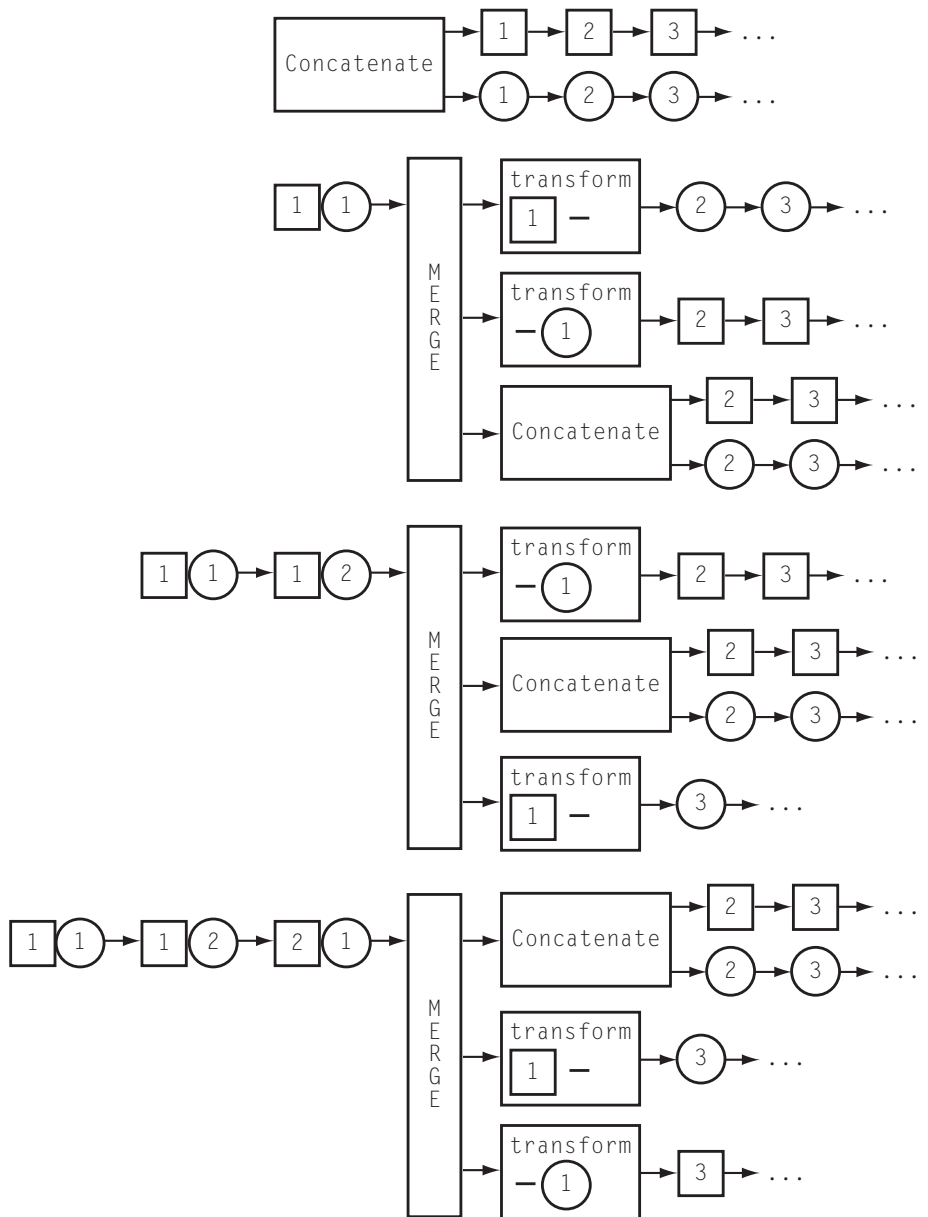 1 2 3 ...
Concatenate
1 2 3 ...
transform
1 1 1 – 2 3 ...
MERGE
transform
– 1 2 3 ...
2 3 ...
Concatenate
2 3 ...
transform
1 1 1 2 – 1 2 3 ...
MERGE
2 3 ...
Concatenate
2 3 ...
transform
1 – 3 ...
2 3 ...
1 1 1 2 2 1 Concatenate
2 3 ...
MERGE
transform
1 – 3 ...
transform
– 1 3 ...